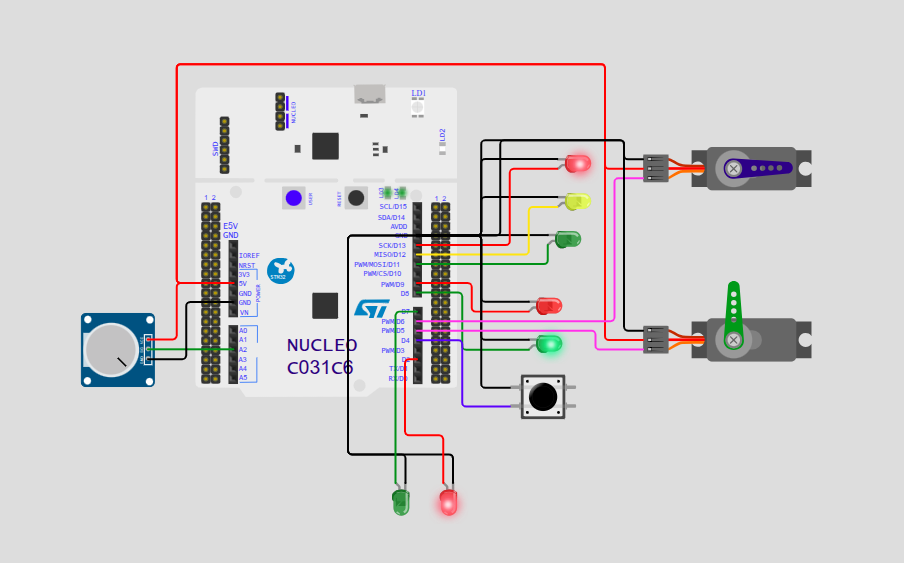 LD1
NUCLEO
LD2
SWD
USER
RESET
1 2
1 2
SCL/D15
SDA/D14
AVDD
GND
SCK/D13
MISO/D12
PWM/MOSI/D11
PWM/CS/D10
PWM/D9
D8
D7
PWM/D6
PWM/D5
D4
PWM/D3
D2
TX/D1
RX/D0
E5V
GND
IOREF
NRST
3V3
5V
GND
GND
VN
POWER
A0
A1
A2
A3
A4
A5
STM32
NUCLEO
C031C6